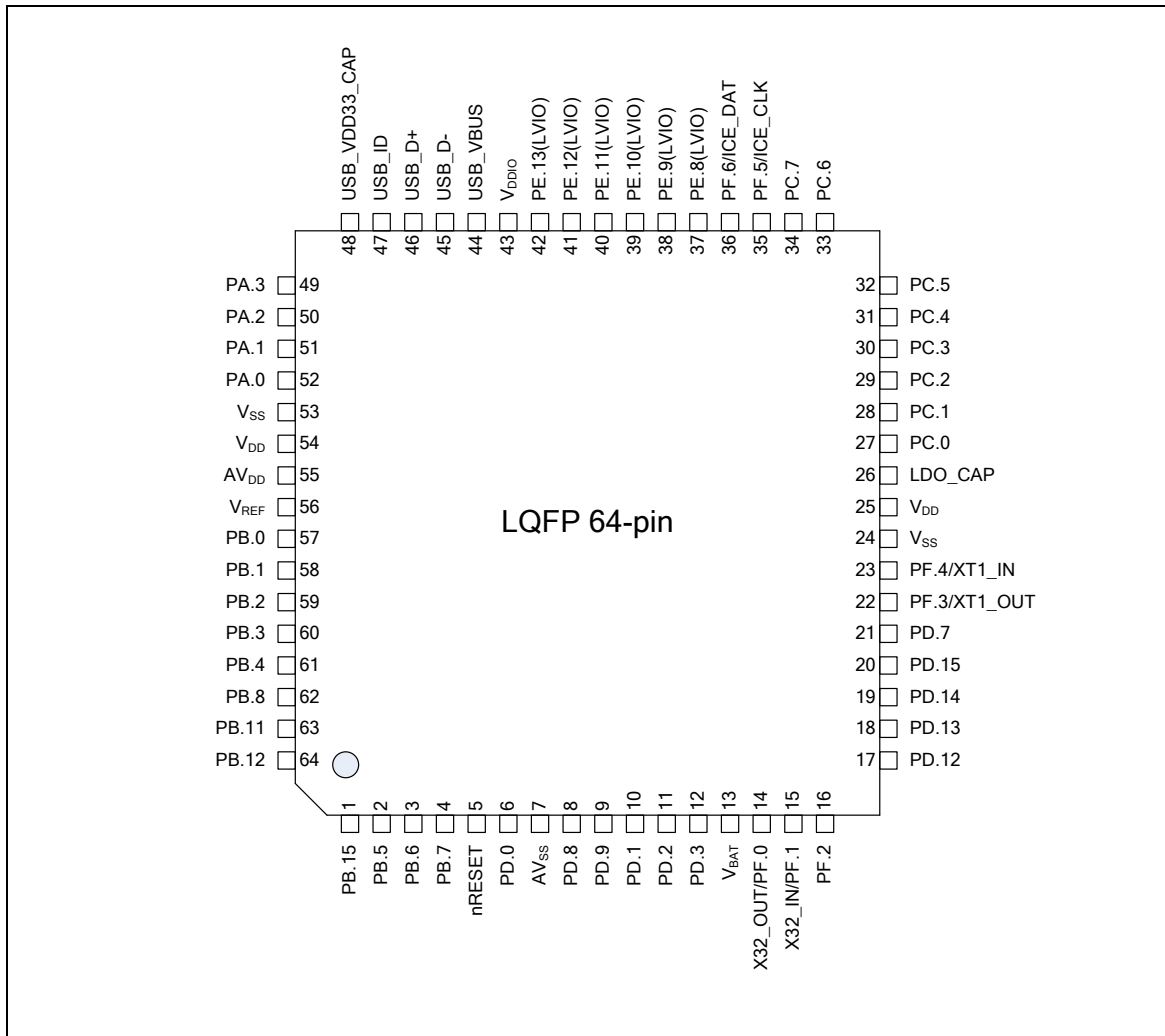 USB_VDD33_CAP
USB_ID
USB_D+
USB_D-
USB_VBUS
VDDIO
PE.13(LVIO)
PE.12(LVIO)
PE.11(LVIO)
PE.10(LVIO)
PE.9(LVIO)
PE.8(LVIO)
PF.6/ICE_DAT
PF.5/ICE_CLK
PC.7
PC.6
48 47 46 45 44 43 42 41 40 39 38 37 36 35 34 33
PA.3 49
PA.2 50
PA.1 51
PA.0 52
VSS 53
VDD 54
AVDD 55
VREF 56
PB.0 57
PB.1 58
PB.2 59
PB.3 60
PB.4 61
PB.8 62
PB.11 63
PB.12 64
LQFP 64-pin
32 PC.5
31 PC.4
30 PC.3
29 PC.2
28 PC.1
27 PC.0
26 LDO_CAP
25 VDD
24 VSS
23 PF.4/XT1_IN
22 PF.3/XT1_OUT
21 PD.7
20 PD.15
19 PD.14
18 PD.13
17 PD.12
1 2 3 4 5 6 7 8 9 10 11 12 13 14 15 16
PB.15
PB.5
PB.6
PB.7
nRESET
PD.0
AVSS
PD.8
PD.9
PD.1
PD.2
PD.3
VBAT
X32_OUT/PF.0
X32_IN/PF.1
PF.2